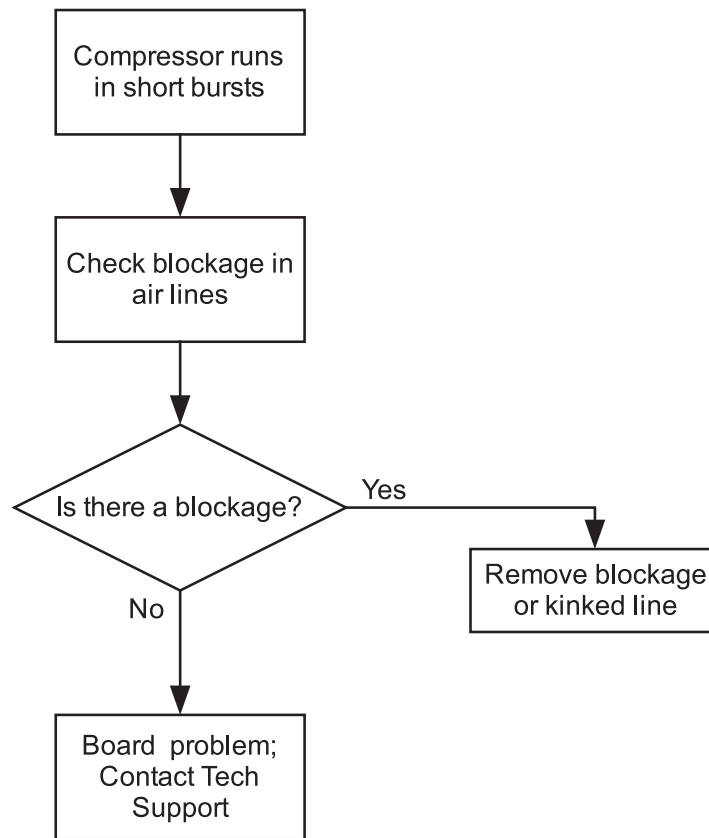 Compressor runs
in short bursts
Check blockage in
air lines
Is there a blockage?
Yes
Remove blockage
or kinked line
No
Board problem;
Contact Tech
Support